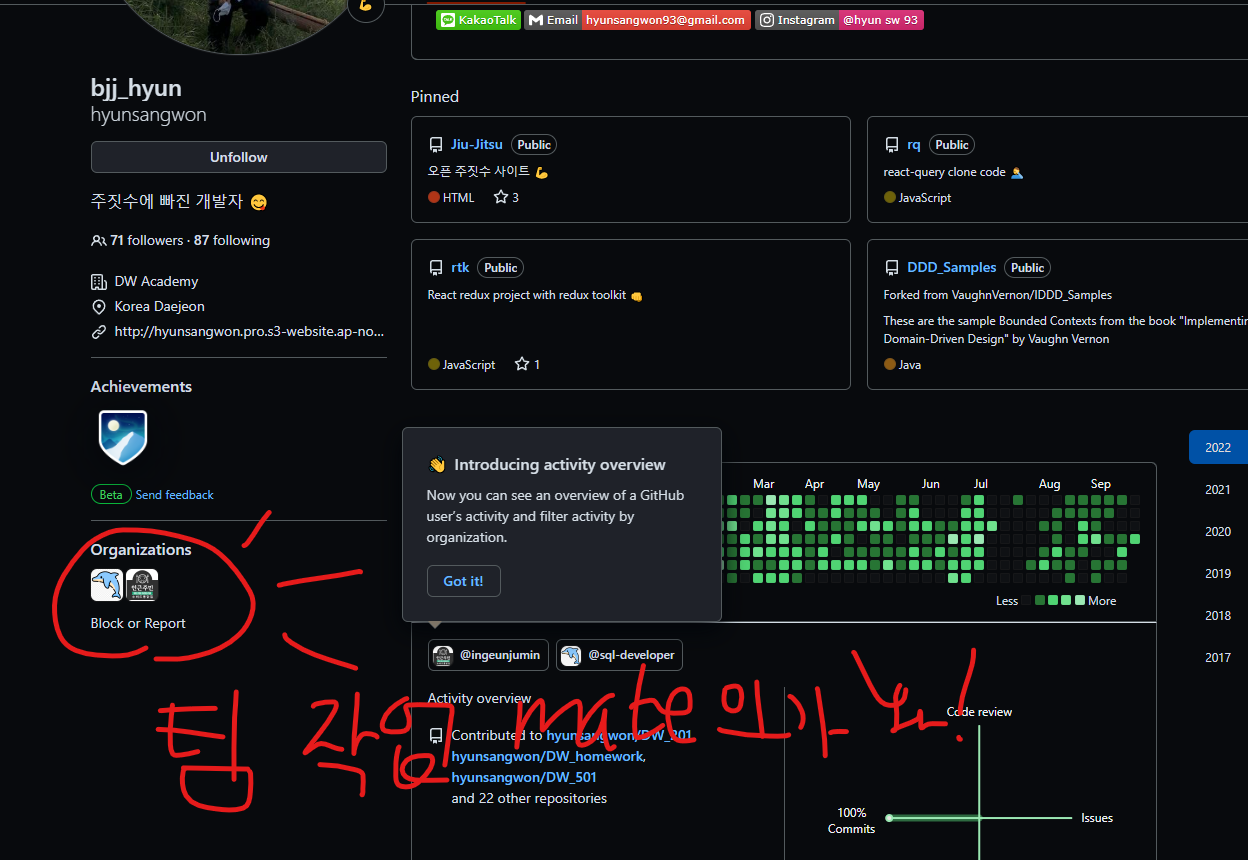 KakaoTalk
Email hyunsangwon93@gmail.com
Instagram @hyun sw 93
bjj_hyun
hyunsangwon
Unfollow
주짓수에 빠진 개발자 😋
71 followers · 87 following
DW Academy
Korea Daejeon
http://hyunsangwon.pro.s3-website.ap-no...
Achievements
Beta Send feedback
Organizations
Block or Report
Pinned
Jiu-Jitsu Public
오픈 주짓수 사이트 💪
HTML 3
rq Public
react-query clone code 🤦‍♂️
JavaScript
rtk Public
React redux project with redux toolkit 👊
JavaScript 1
DDD_Samples Public
Forked from VaughnVernon/IDDD_Samples
These are the sample Bounded Contexts from the book "Implementin
Domain-Driven Design" by Vaughn Vernon
Java
👋 Introducing activity overview
Now you can see an overview of a GitHub
user's activity and filter activity by
organization.
Got it!
Mar Apr May Jun Jul Aug Sep
Less More
2022
2021
2020
2019
2018
2017
@ingeunjumin @sql-developer
Activity overview
Contributed to hyunsangwon/DW_201,
hyunsangwon/DW_homework,
hyunsangwon/DW_501
and 22 other repositories
Code review
100%
Commits
Issues
팀 작업 mate